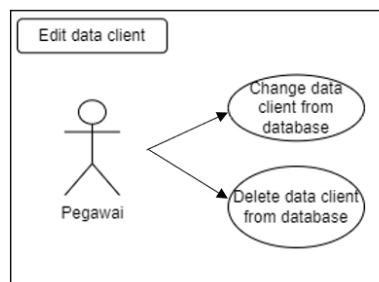 Edit data client
Change data
client from
database
Pegawai
Delete data client
from database